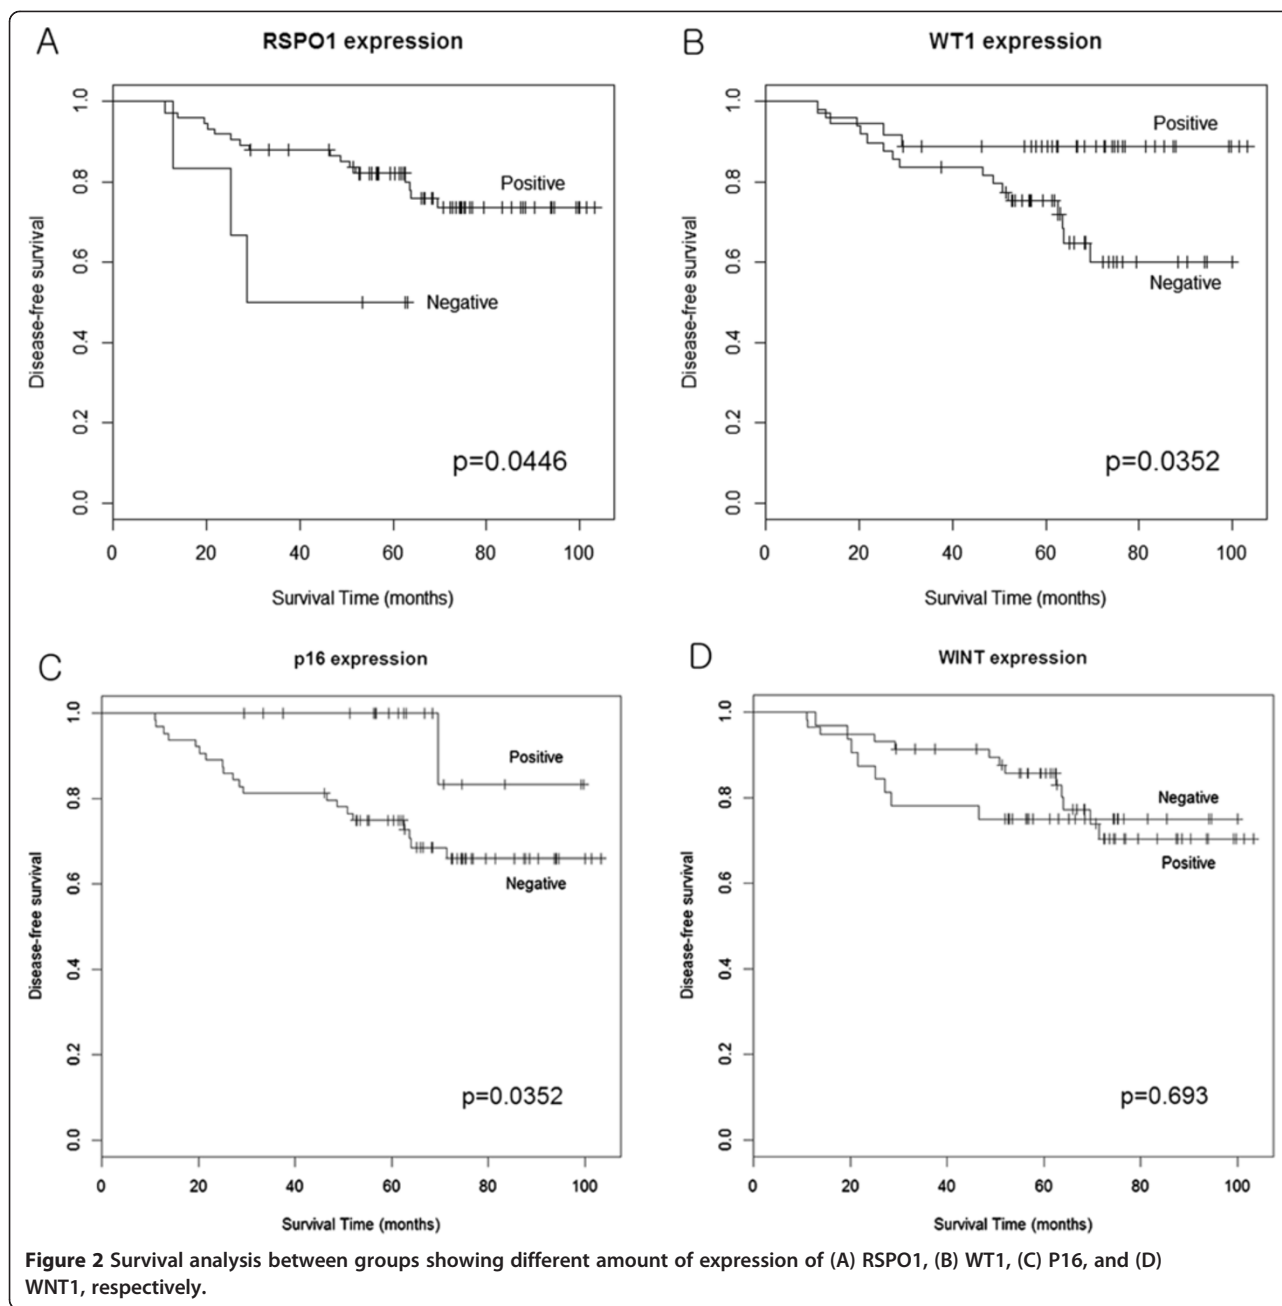 A
RSPO1 expression
Disease-free survival
1.0
0.8
0.6
0.4
0.2
0.0
Positive
Negative
p=0.0446
0 20 40 60 80 100
Survival Time (months)
B
WT1 expression
Disease-free survival
1.0
0.8
0.6
0.4
0.2
0.0
Positive
Negative
p=0.0352
0 20 40 60 80 100
Survival Time (months)
C
p16 expression
Disease-free survival
1.0
0.8
0.6
0.4
0.2
0.0
Positive
Negative
p=0.0352
0 20 40 60 80 100
Survival Time (months)
D
WINT expression
Disease-free survival
1.0
0.8
0.6
0.4
0.2
0.0
Negative
Positive
p=0.693
0 20 40 60 80 100
Survival Time (months)
Figure 2 Survival analysis between groups showing different amount of expression of (A) RSPO1, (B) WT1, (C) P16, and (D)
WNT1, respectively.